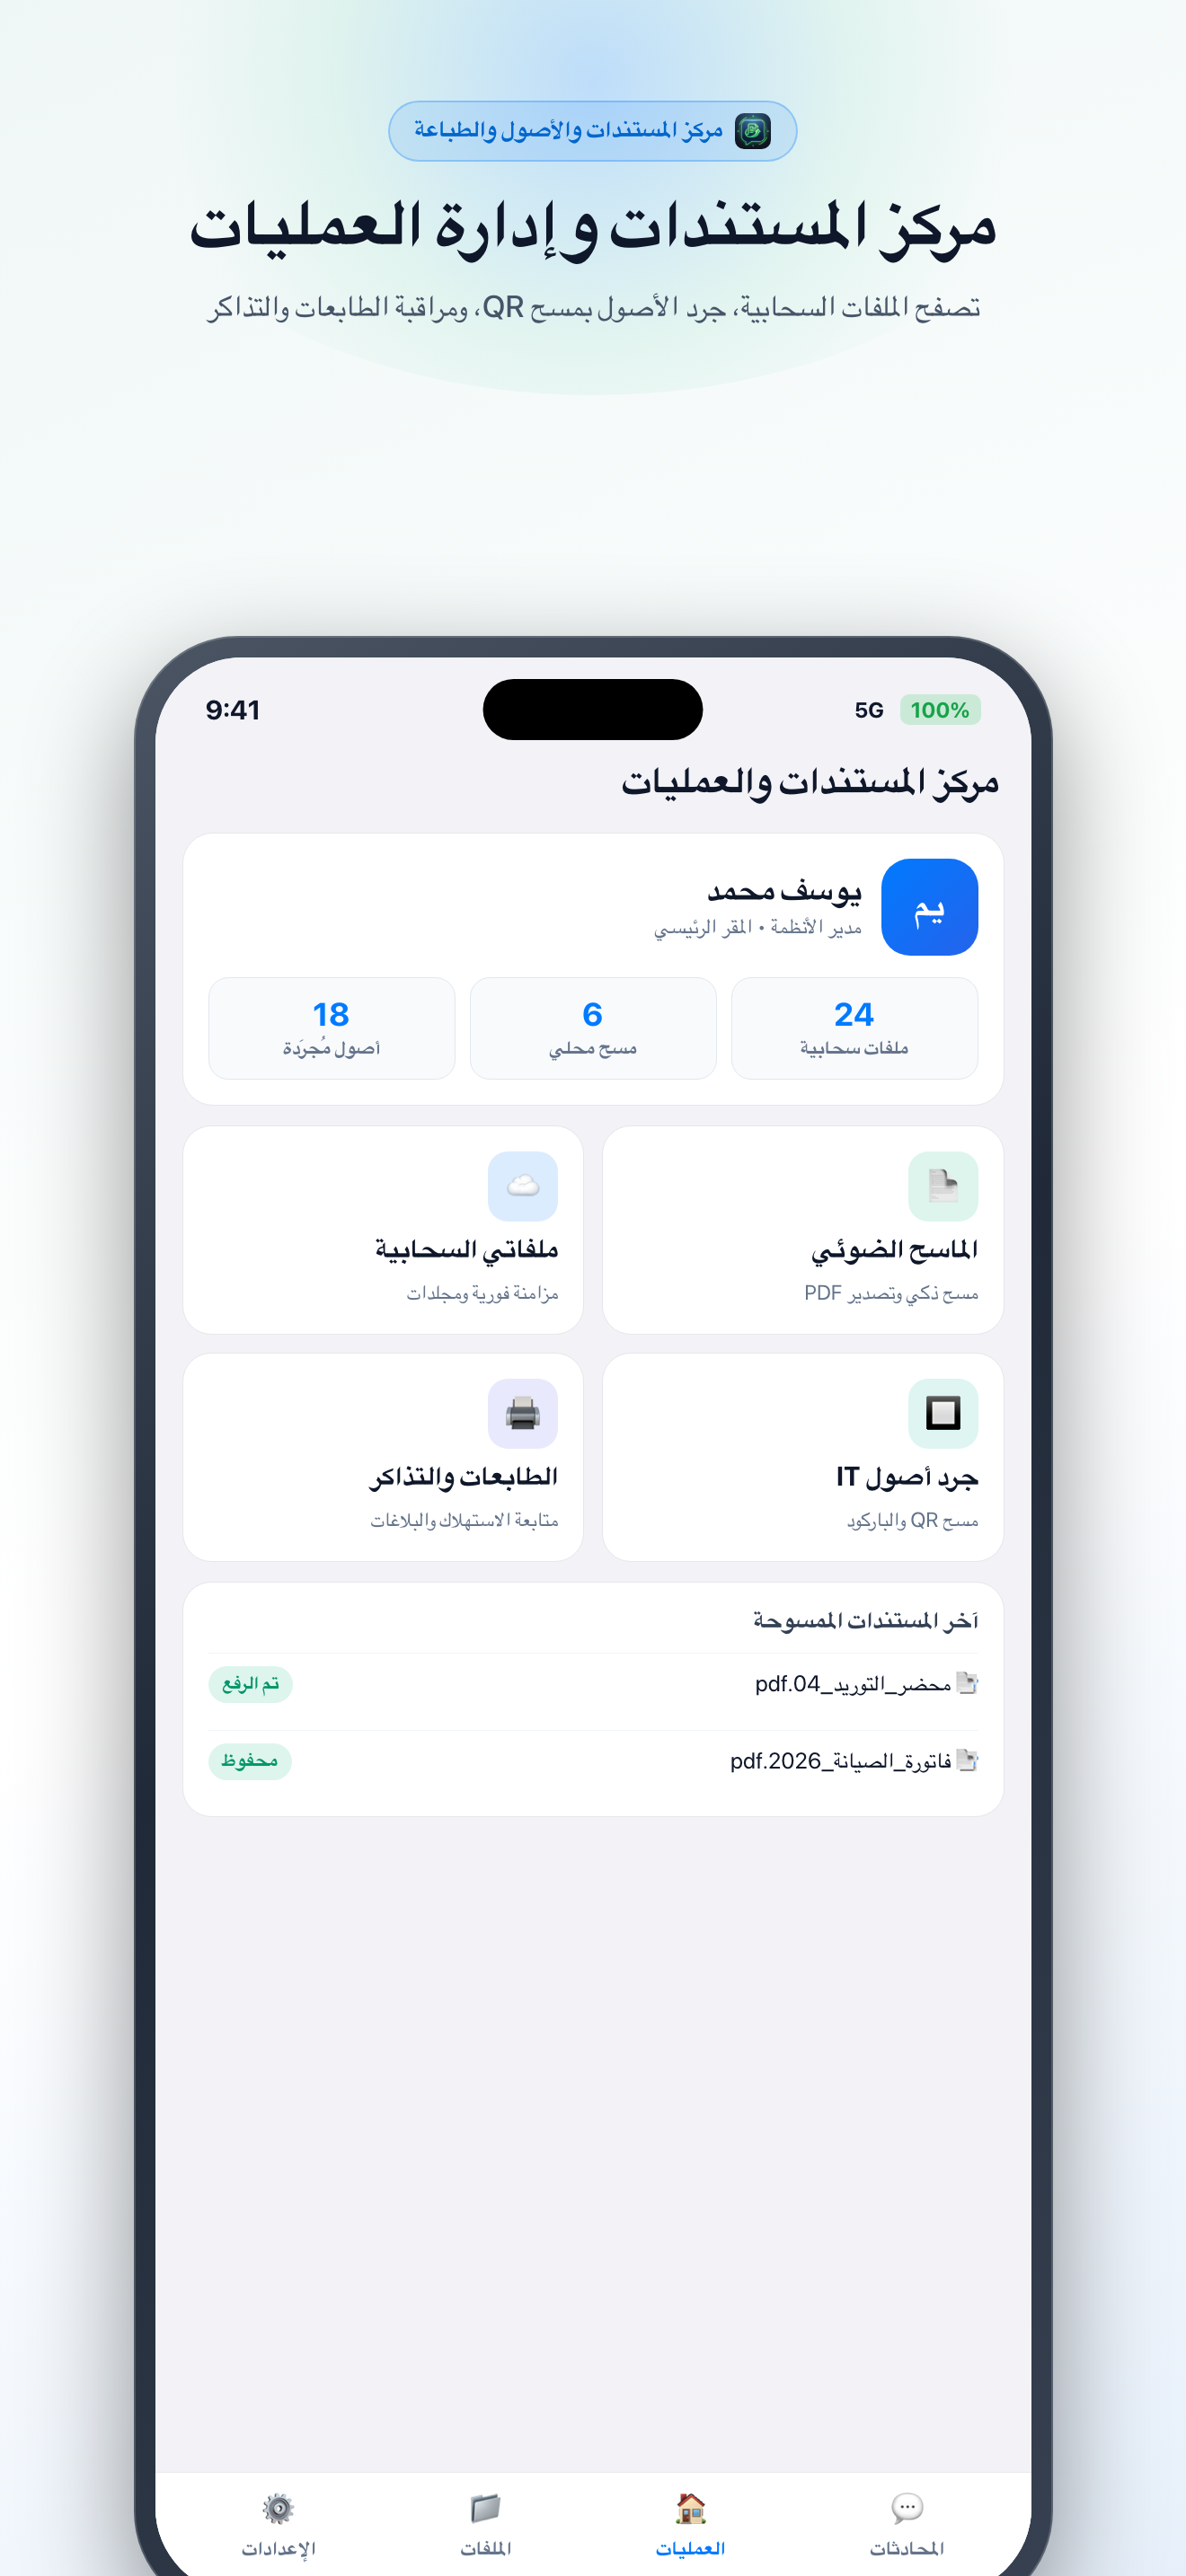 مركز المستندات والأصول والطباعة
مركز المستندات وإدارة العمليات
تصفح الملفات السحابية، جرد الأصول بمسح QR، ومراقبة الطابعات والتذاكر
9:41
5G 100%
مركز المستندات والعمليات
يم
يوسف محمد
مدير الأنظمة • المقر الرئيسي
24
ملفات سحابية
6
مسح محلي
18
أصول مُجرَدة
الماسح الضوئي
مسح ذكي وتصدير PDF
ملفاتي السحابية
مزامنة فورية ومجلدات
جرد أصول IT
مسح QR والباركود
الطابعات والتذاكر
متابعة الاستهلاك والبلاغات
آخر المستندات الممسوحة
محضر_التوريد_04.pdf
تم الرفع
فاتورة_الصيانة_2026.pdf
محفوظ
المحادثات
العمليات
الملفات
الإعدادات